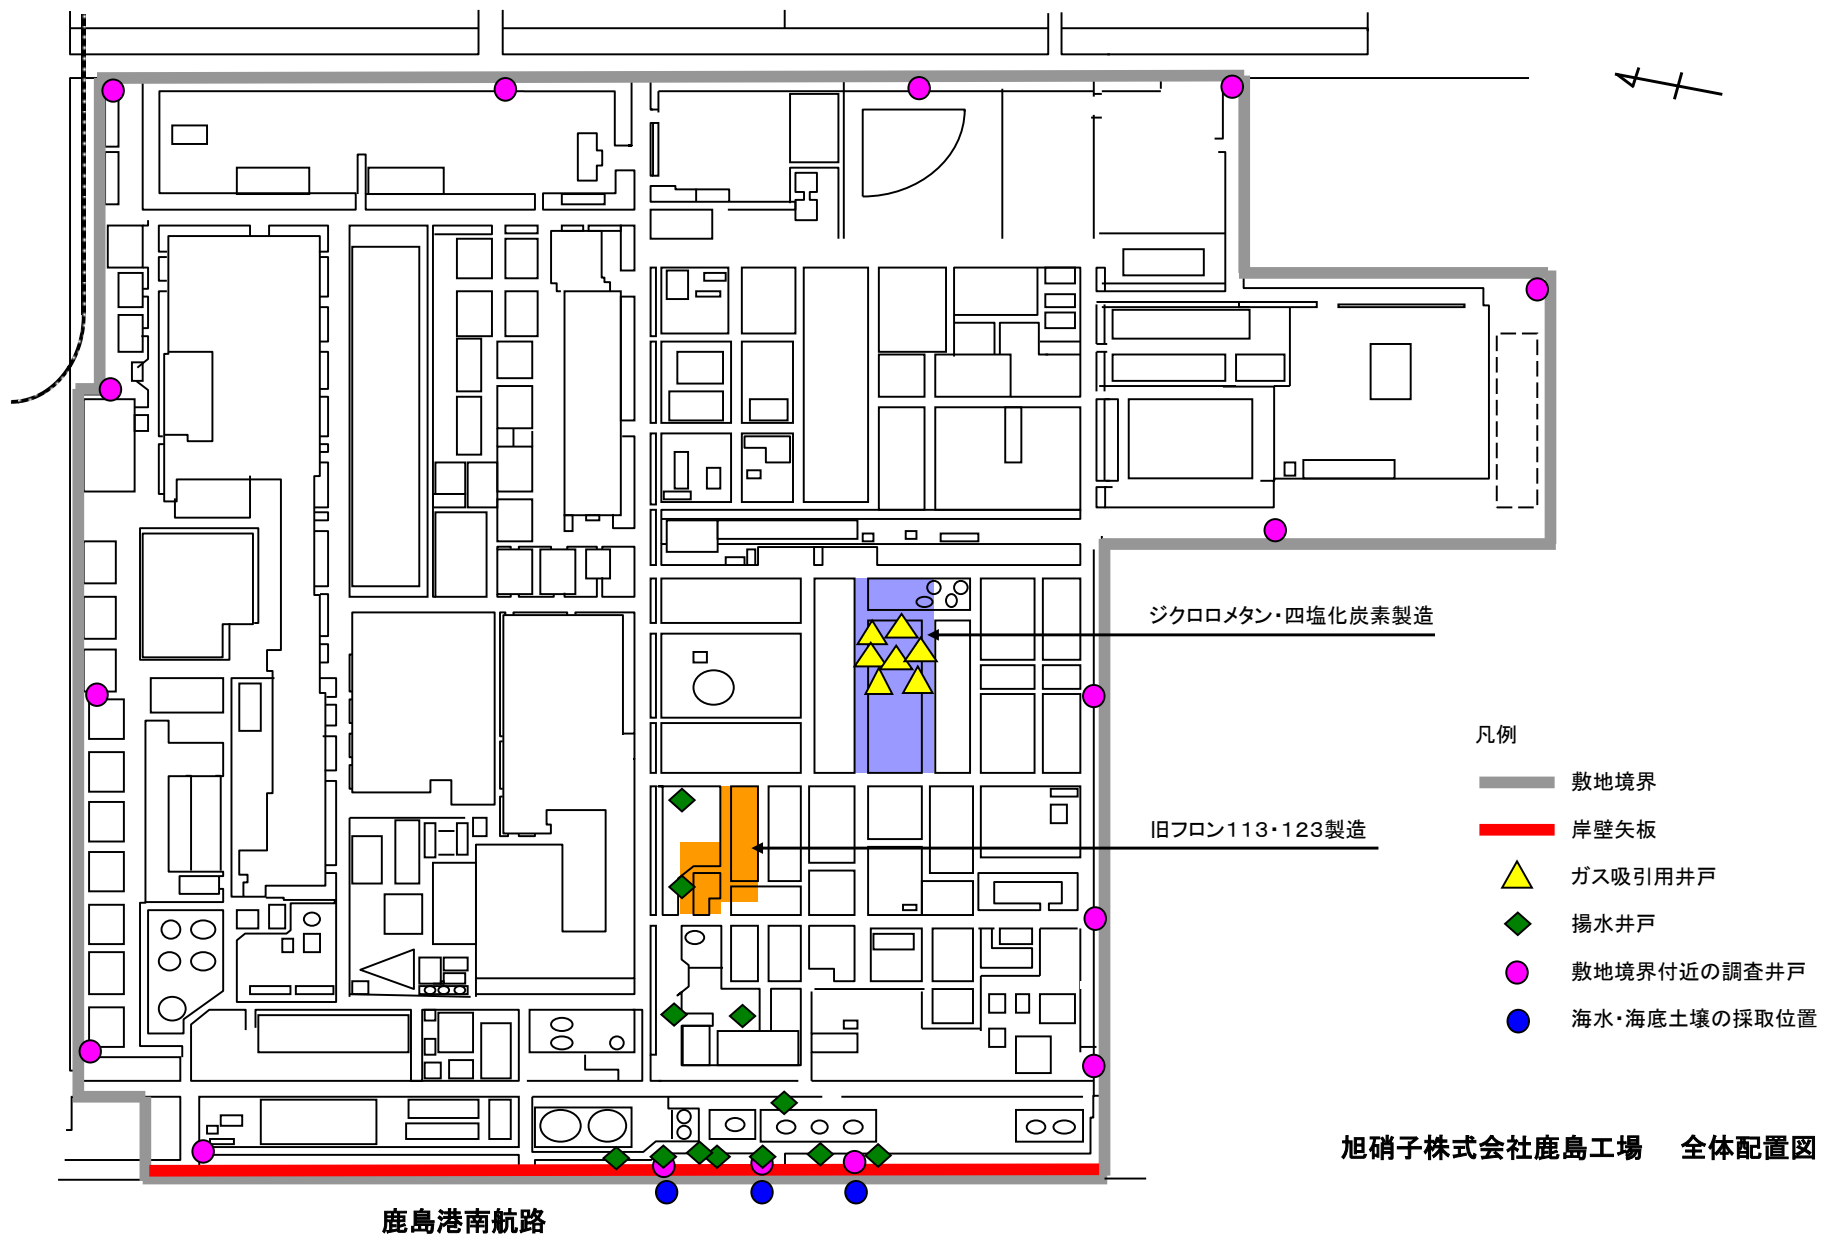 ジクロロメタン・四塩化炭素製造
凡例
敷地境界
旧フロン113・123製造
岸壁矢板
ガス吸引用井戸
揚水井戸
敷地境界付近の調査井戸
海水・海底土壌の採取位置
旭硝子株式会社鹿島工場　全体配置図
鹿島港南航路